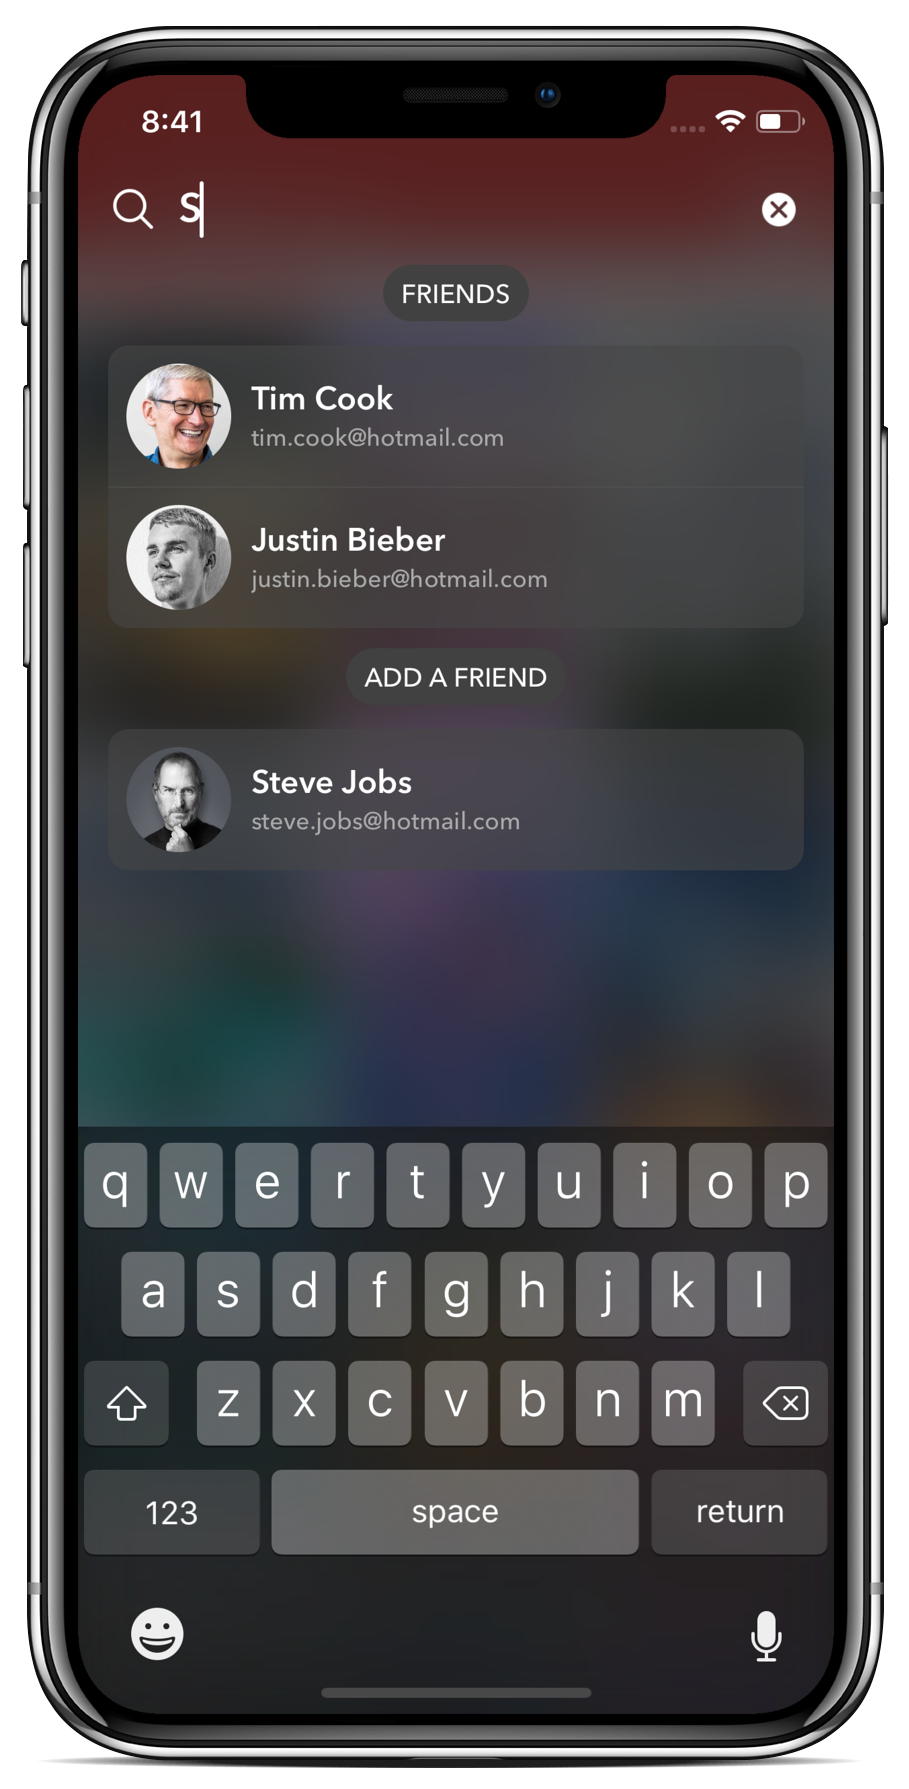 8:41
S
FRIENDS
Tim Cook
tim.cook@hotmail.com
Justin Bieber
justin.bieber@hotmail.com
ADD A FRIEND
Steve Jobs
steve.jobs@hotmail.com
q w e r t y u i o p
a s d f g h j k l
z x c v b n m
123 space return